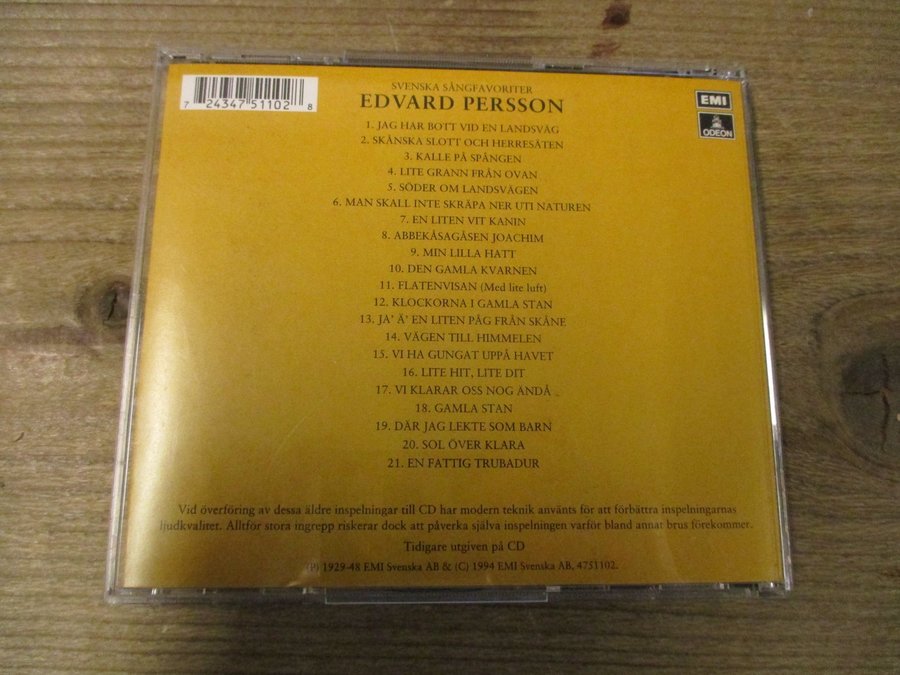 SVENSKA SÅNGFAVORITER
EDVARD PERSSON
7 24347 51102 8
EMI
ODEON
1. JAG HAR BOTT VID EN LANDSVÄG
2. SKÅNSKA SLOTT OCH HERRESÄTEN
3. KALLE PÅ SPÅNGEN
4. LITE GRANN FRÅN OVAN
5. SÖDER OM LANDSVÄGEN
6. MAN SKALL INTE SKRÄPA NER UTI NATUREN
7. EN LITEN VIT KANIN
8. ABBEKÅSAGÅSEN JOACHIM
9. MIN LILLA HATT
10. DEN GAMLA KVARNEN
11. FLATENVISAN (Med lite luft)
12. KLOCKORNA I GAMLA STAN
13. JA' Ä' EN LITEN PÅG FRÅN SKÅNE
14. VÄGEN TILL HIMMELEN
15. VI HA GUNGAT UPPÅ HAVET
16. LITE HIT, LITE DIT
17. VI KLARAR OSS NOG ÄNDÅ
18. GAMLA STAN
19. DÄR JAG LEKTE SOM BARN
20. SOL ÖVER KLARA
21. EN FATTIG TRUBADUR
Vid överföring av dessa äldre inspelningar till CD har modern teknik använts för att förbättra inspelningarnas
ljudkvalitet. Alltför stora ingrepp riskerar dock att påverka själva inspelningen varför bland annat brus förekommer.
Tidigare utgiven på CD
(P) 1929-48 EMI Svenska AB & (C) 1994 EMI Svenska AB, 4751102.